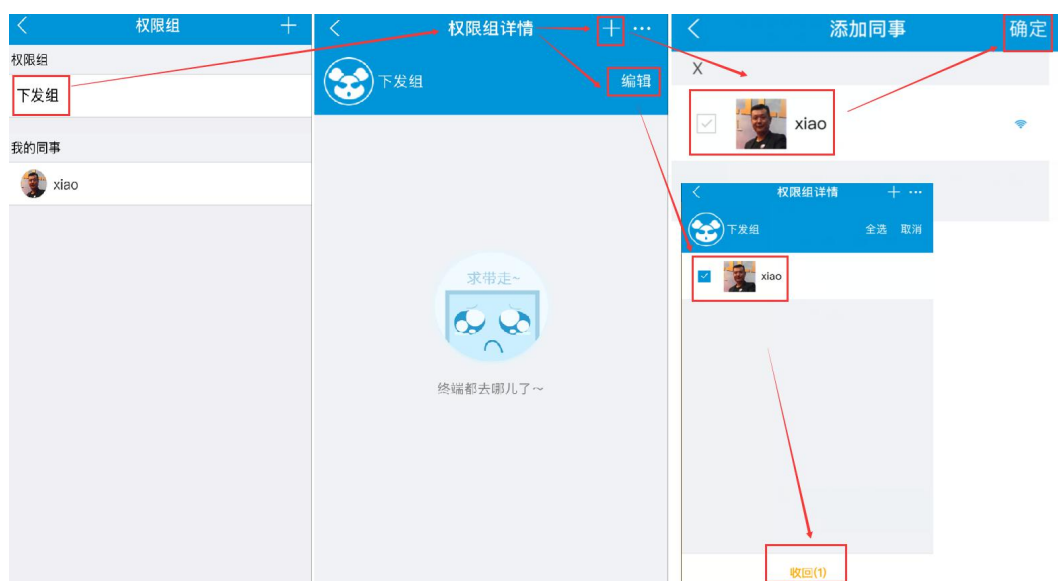 权限组
权限组
下发组
我的同事
xiao
权限组详情
下发组
编辑
求带走~
终端都去哪儿了~
添加同事
确定
X
xiao
权限组详情
下发组
全选 取消
xiao
收回(1)